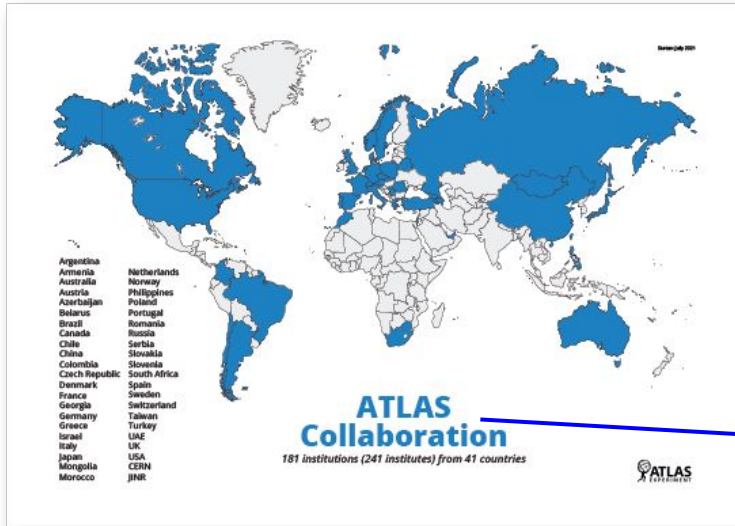 Status: July 2021
Argentina
Armenia
Australia
Austria
Azerbaijan
Belarus
Brazil
Canada
Chile
China
Colombia
Czech Republic
Denmark
France
Georgia
Germany
Greece
Israel
Italy
Japan
Mongolia
Morocco
Netherlands
Norway
Philippines
Poland
Portugal
Romania
Russia
Serbia
Slovakia
Slovenia
South Africa
Spain
Sweden
Switzerland
Taiwan
Turkey
UAE
UK
USA
CERN
JINR
ATLAS
Collaboration
181 institutions (241 institutes) from 41 countries
ATLAS
EXPERIMENT